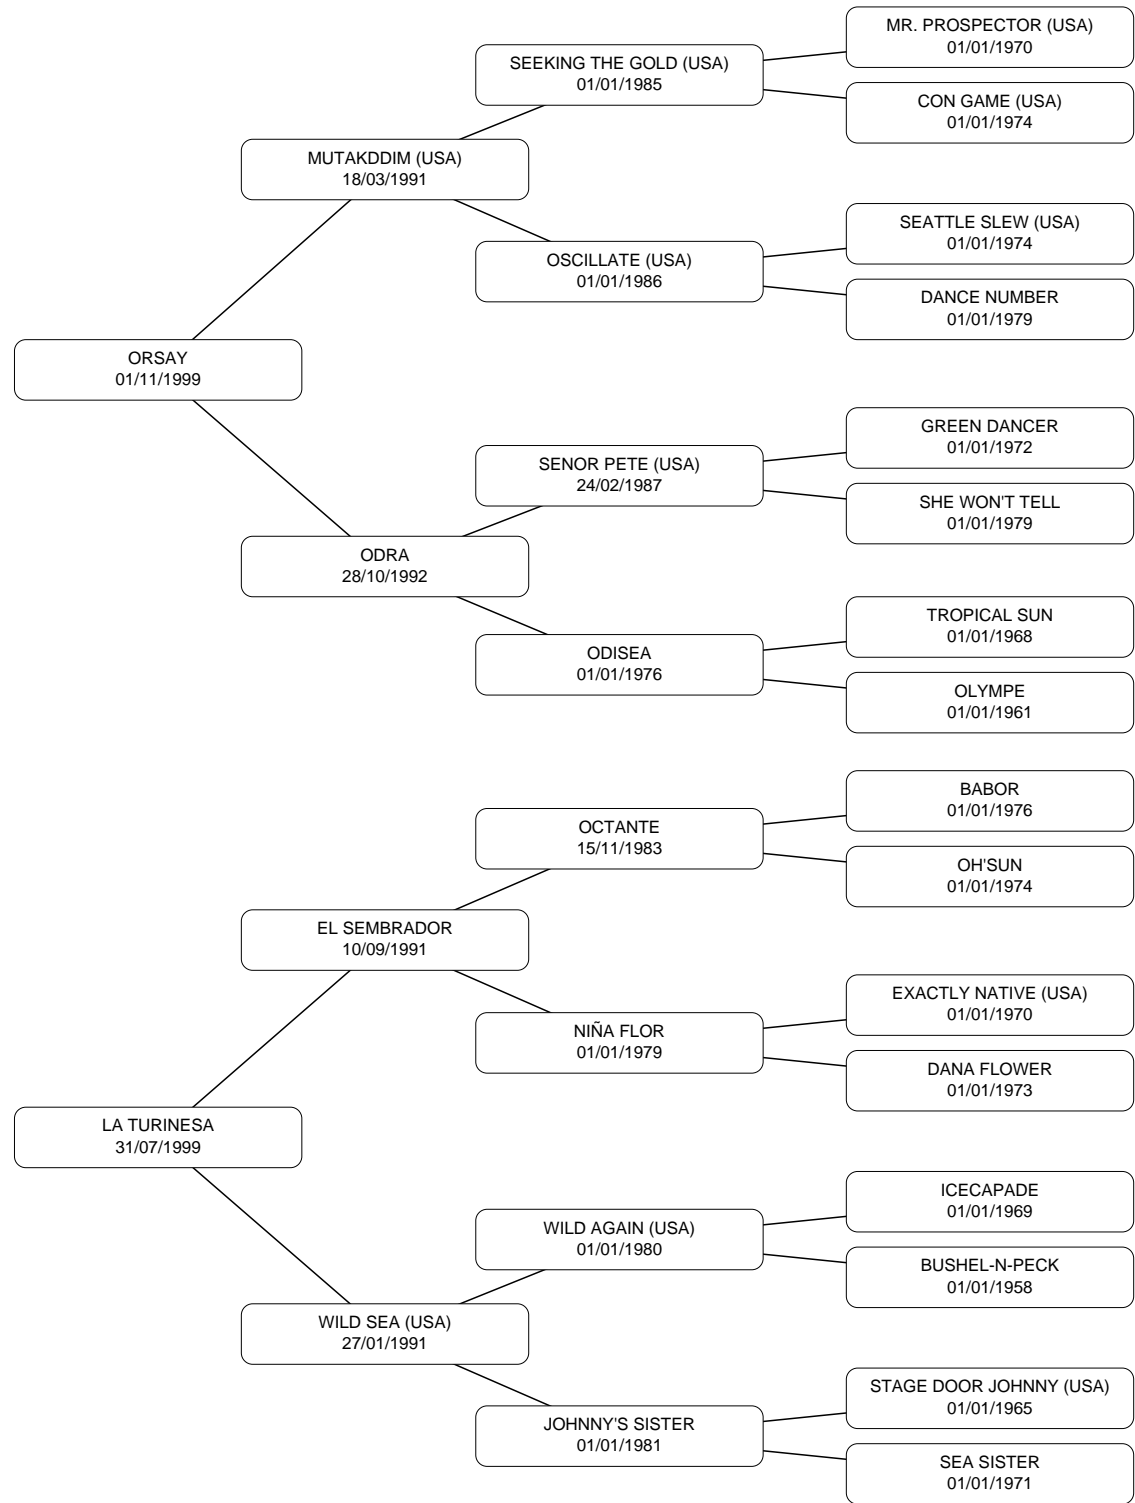 MR. PROSPECTOR (USA)
01/01/1970
SEEKING THE GOLD (USA)
01/01/1985
CON GAME (USA)
01/01/1974
MUTAKDDIM (USA)
18/03/1991
SEATTLE SLEW (USA)
01/01/1974
OSCILLATE (USA)
01/01/1986
DANCE NUMBER
01/01/1979
ORSAY
01/11/1999
GREEN DANCER
01/01/1972
SENOR PETE (USA)
24/02/1987
SHE WON'T TELL
01/01/1979
ODRA
28/10/1992
TROPICAL SUN
01/01/1968
ODISEA
01/01/1976
OLYMPE
01/01/1961
BABOR
01/01/1976
OCTANTE
15/11/1983
OH'SUN
01/01/1974
EL SEMBRADOR
10/09/1991
EXACTLY NATIVE (USA)
01/01/1970
NIÑA FLOR
01/01/1979
DANA FLOWER
01/01/1973
LA TURINESA
31/07/1999
ICECAPADE
01/01/1969
WILD AGAIN (USA)
01/01/1980
BUSHEL-N-PECK
01/01/1958
WILD SEA (USA)
27/01/1991
STAGE DOOR JOHNNY (USA)
01/01/1965
JOHNNY'S SISTER
01/01/1981
SEA SISTER
01/01/1971